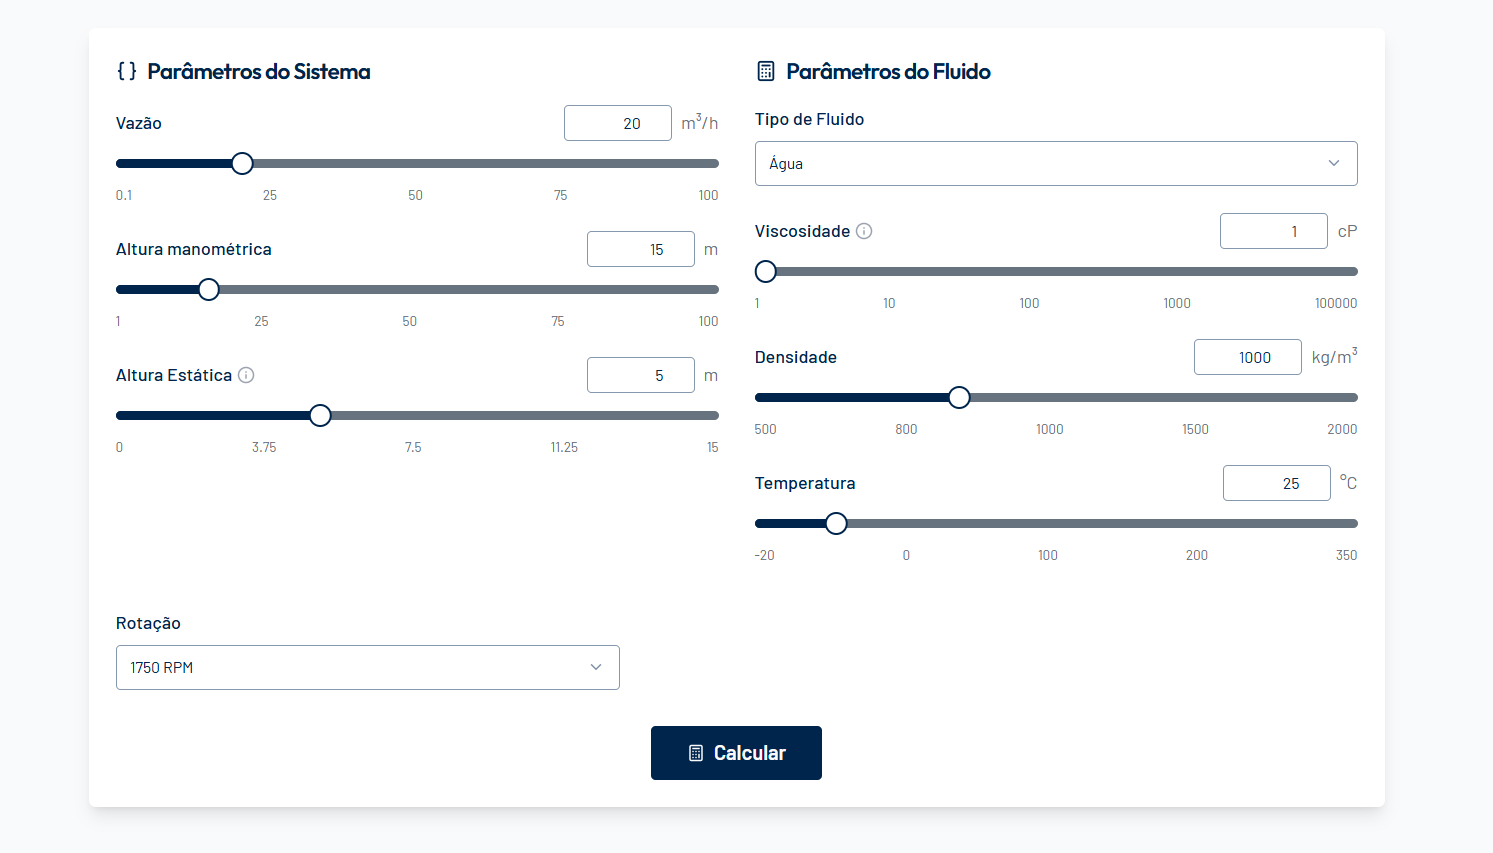 Parâmetros do Sistema
Vazão
20
m³/h
0.1 25 50 75 100
Altura manométrica
15
m
1 25 50 75 100
Altura Estática
5
m
0 3.75 7.5 11.25 15
Rotação
1750 RPM
Parâmetros do Fluido
Tipo de Fluido
Água
Viscosidade
1
cP
1 10 100 1000 100000
Densidade
1000
kg/m³
500 800 1000 1500 2000
Temperatura
25
°C
-20 0 100 200 350
Calcular